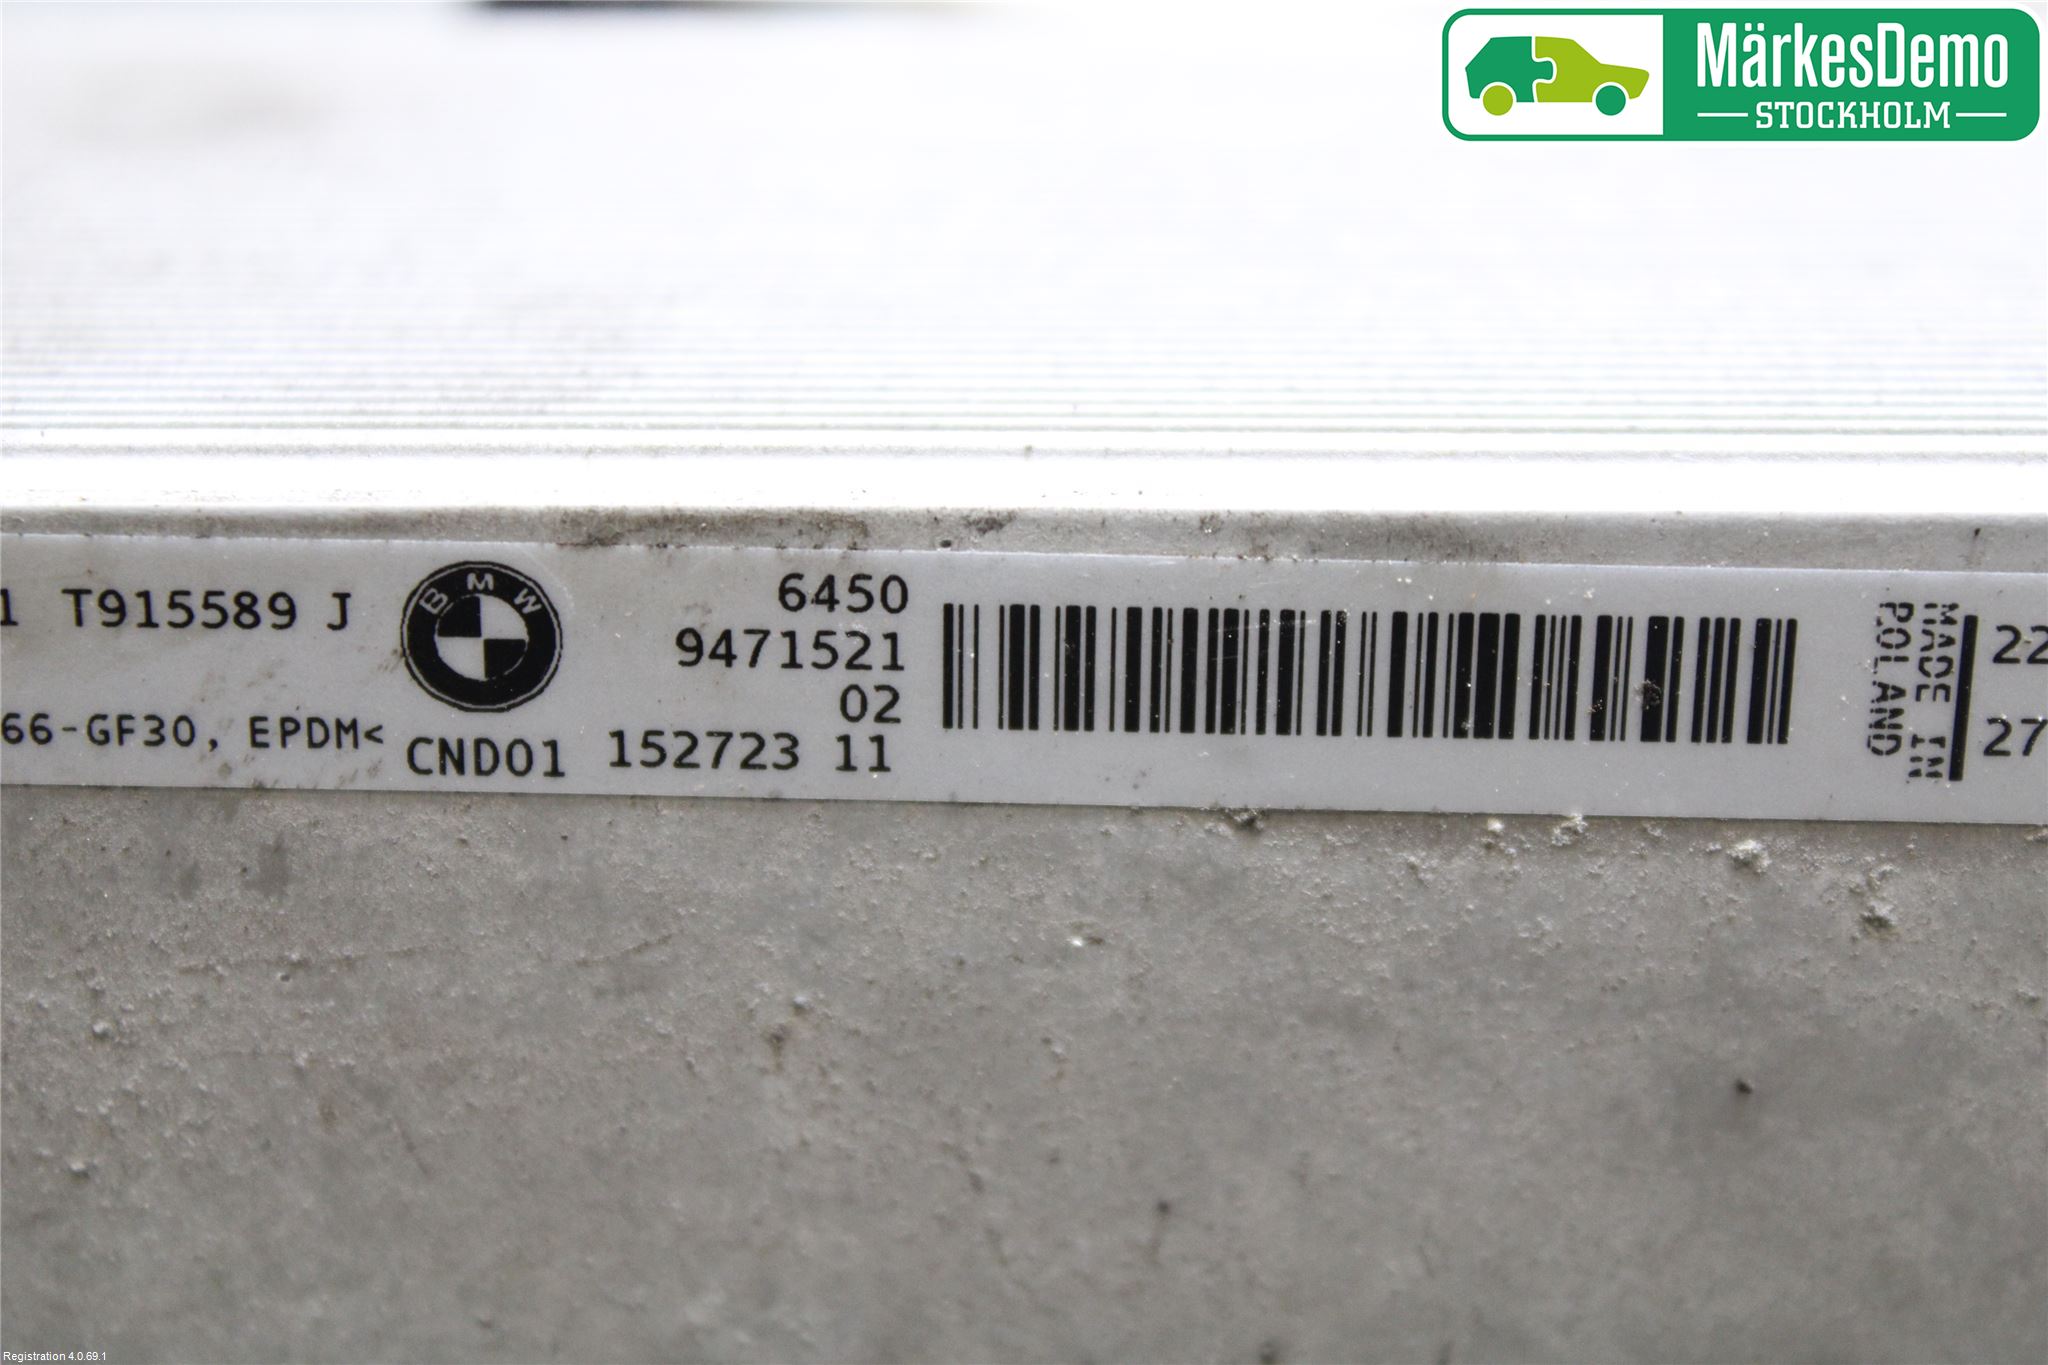 MärkesDemo
STOCKHOLM
1 T915589 J
66-GF30, EPDM<
BMW
CND01
6450
9471521
02
152723 11
MADE IN
POLAND
22
27
Registration 4.0.69.1